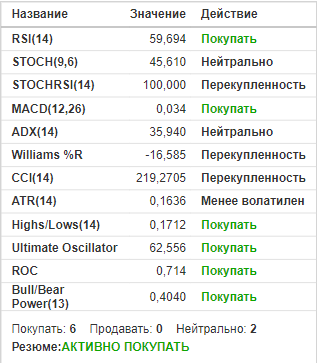 Название Значение Действие
RSI(14) 59,694 Покупать
STOCH(9,6) 45,610 Нейтрально
STOCHRSI(14) 100,000 Перекупленность
MACD(12,26) 0,034 Покупать
ADX(14) 35,940 Нейтрально
Williams %R -16,585 Перекупленность
CCI(14) 219,2705 Перекупленность
ATR(14) 0,1636 Менее волатилен
Highs/Lows(14) 0,1712 Покупать
Ultimate Oscillator 62,556 Покупать
ROC 0,714 Покупать
Bull/Bear
Power(13) 0,4040 Покупать
Покупать: 6 Продавать: 0 Нейтрально: 2
Резюме:АКТИВНО ПОКУПАТЬ